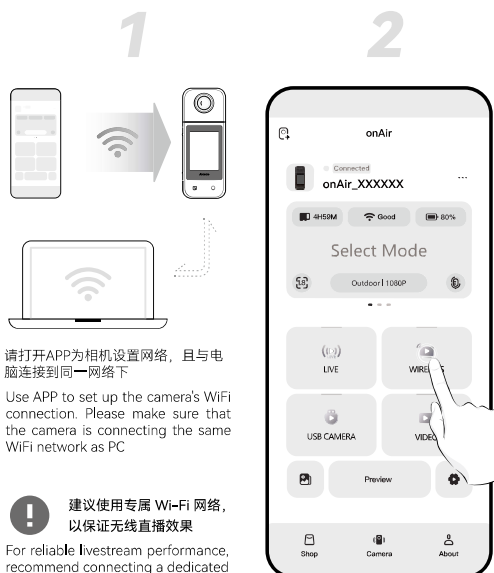 1
请打开APP为相机设置网络，且与电
脑连接到同一网络下
Use APP to set up the camera's WiFi
connection. Please make sure that
the camera is connecting the same
WiFi network as PC
建议使用专属 Wi-Fi 网络，
以保证无线直播效果
For reliable livestream performance,
recommend connecting a dedicated
2
onAir
Connected
onAir_XXXXXX
...
4H59M Good 80%
Select Mode
Outdoor | 1080P
LIVE
USB CAMERA
Preview
Shop Camera About